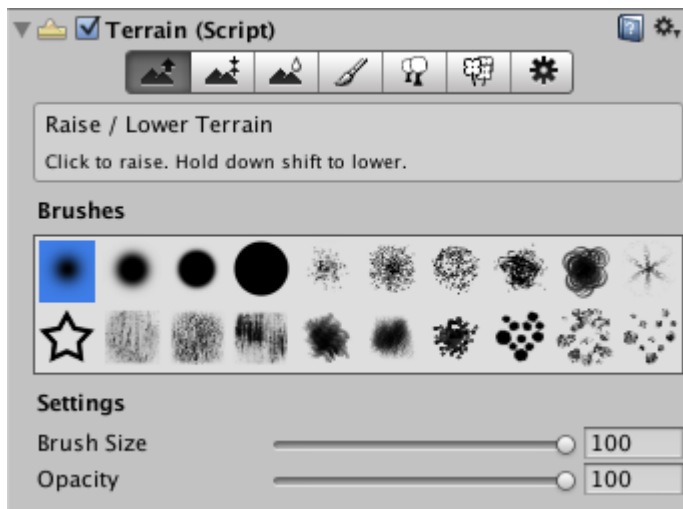 Terrain (Script)
Raise / Lower Terrain
Click to raise. Hold down shift to lower.
Brushes
Settings
Brush Size 100
Opacity 100